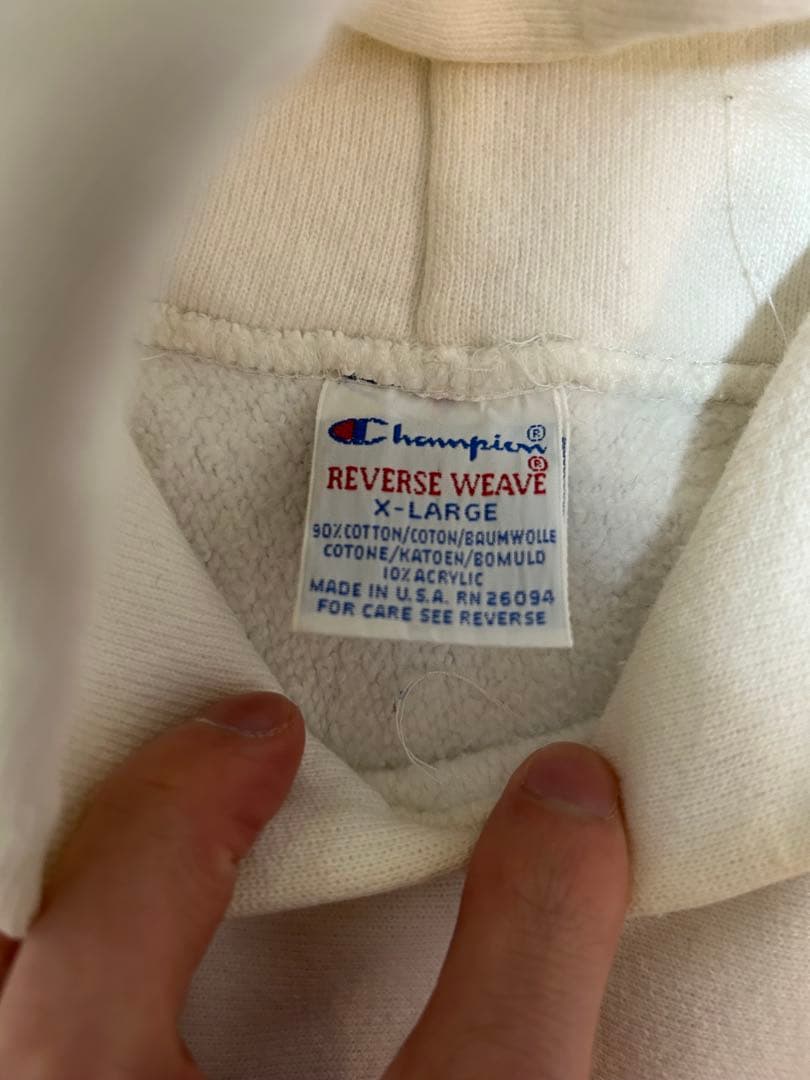 Champion®
REVERSE WEAVE®
X-LARGE
90% COTTON/COTON/BAUMWOLLE
COTONE/KATOEN/BOMULD
10% ACRYLIC
MADE IN U.S.A. RN 26094
FOR CARE SEE REVERSE